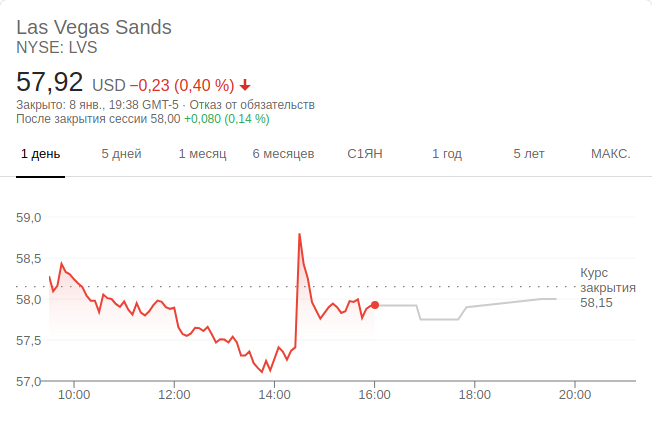 Las Vegas Sands
NYSE: LVS
57,92 USD −0,23 (0,40 %)
Закрыто: 8 янв., 19:38 GMT-5 · Отказ от обязательств
После закрытия сессии 58,00 +0,080 (0,14 %)
1 день 5 дней 1 месяц 6 месяцев С1ЯН 1 год 5 лет МАКС.
59,0
58,5
58,0
57,5
57,0
Курс
закрытия
58,15
10:00 12:00 14:00 16:00 18:00 20:00